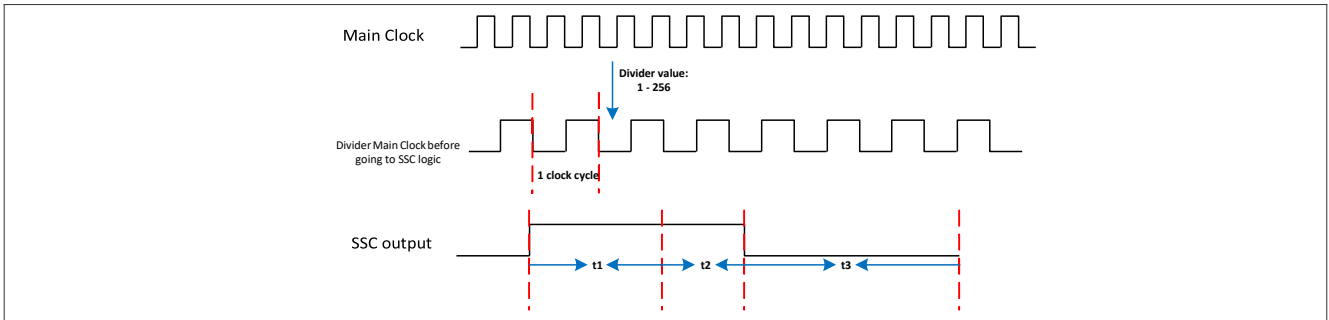 Main Clock
Divider value:
1 - 256
Divider Main Clock before
going to SSC logic
1 clock cycle
SSC output
t1
t2
t3